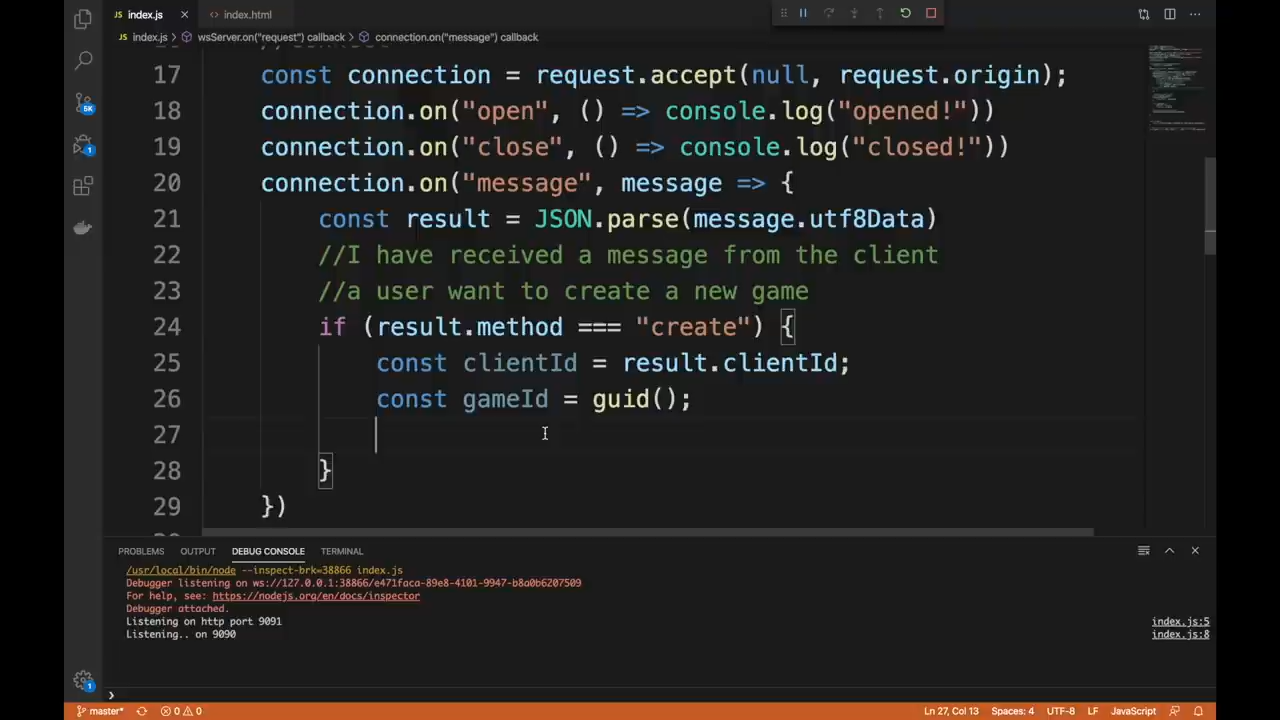 index.js
index.html
index.js > wsServer.on("request") callback > connection.on("message") callback
17 const connection = request.accept(null, request.origin);
18 connection.on("open", () => console.log("opened!"))
19 connection.on("close", () => console.log("closed!"))
20 connection.on("message", message => {
21 const result = JSON.parse(message.utf8Data)
22 //I have received a message from the client
23 //a user want to create a new game
24 if (result.method === "create") {
25 const clientId = result.clientId;
26 const gameId = guid();
27
28 }
29 })
PROBLEMS OUTPUT DEBUG CONSOLE TERMINAL
/usr/local/bin/node --inspect-brk=38866 index.js
Debugger listening on ws://127.0.0.1:38866/e471faca-89e8-4101-9947-b8a0b6207509
For help, see: https://nodejs.org/en/docs/inspector
Debugger attached.
Listening on http port 9091 index.js:5
Listening.. on 9090 index.js:8
5K
1
1
master* 0 0 Ln 27, Col 13 Spaces: 4 UTF-8 LF JavaScript